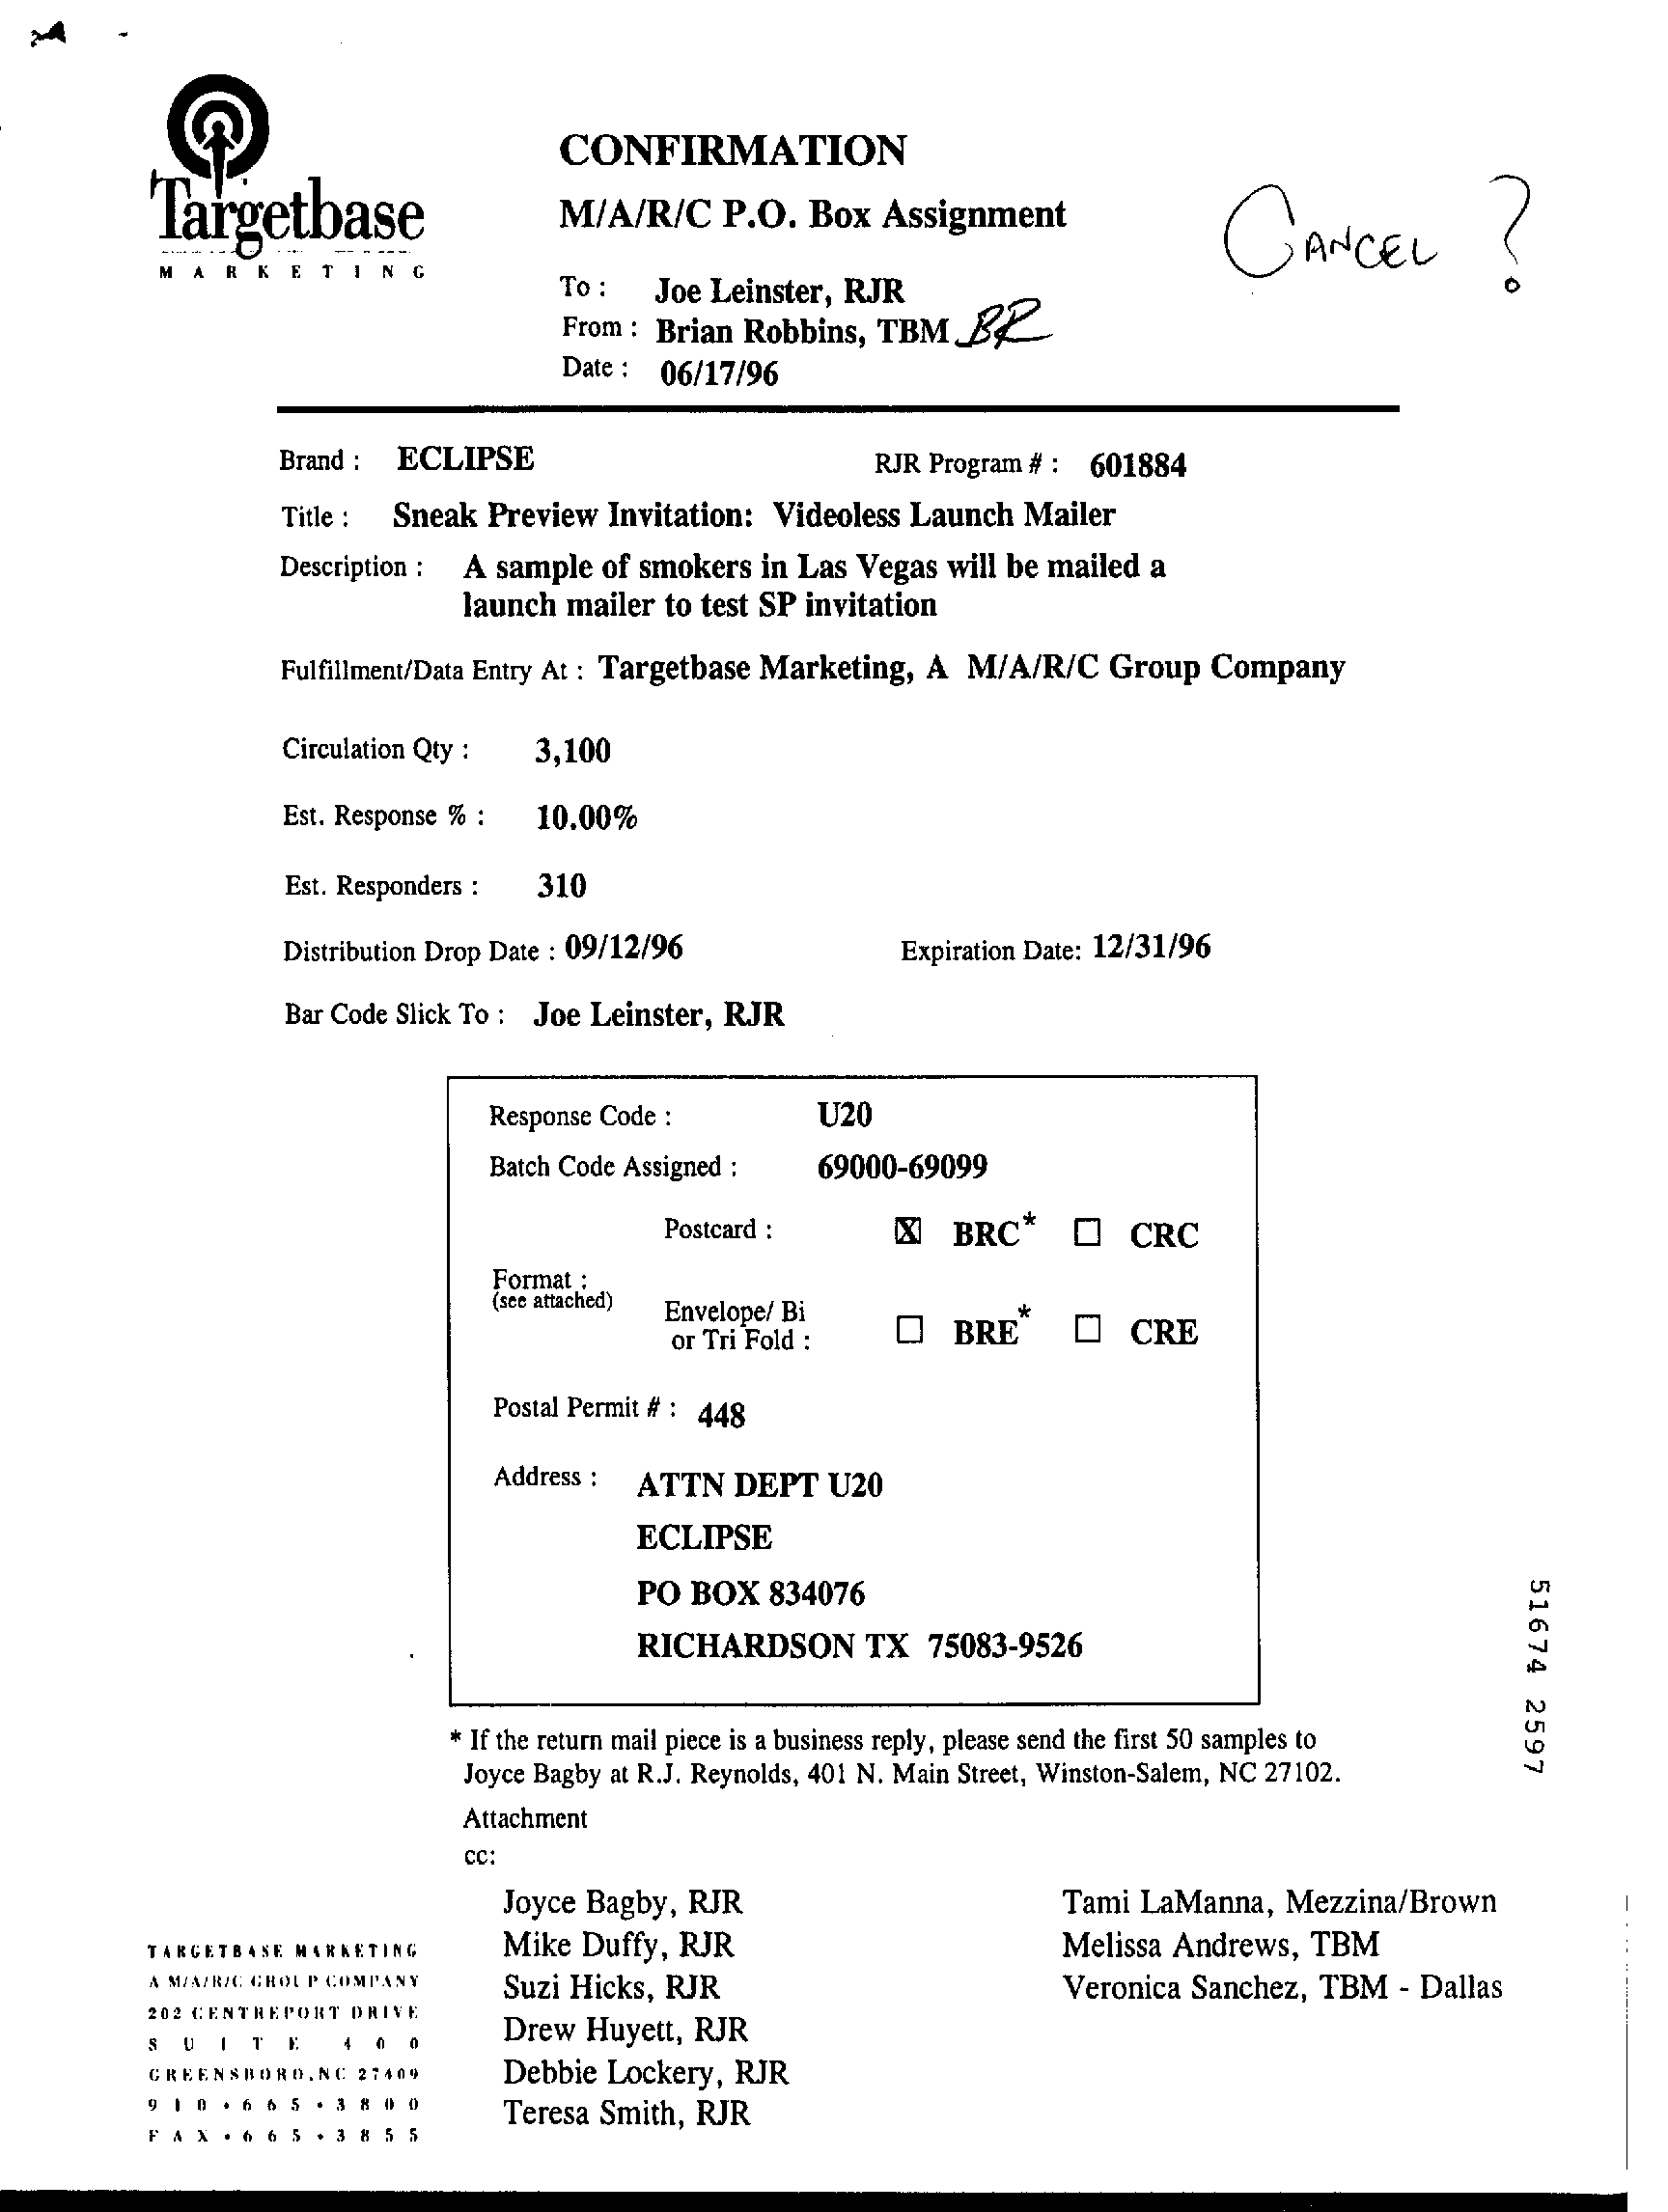 Targetbase
MARKETING
CONFIRMATION
M/A/R/C P.O. Box Assignment
CANCEL ?
To : Joe Leinster, RJR
From : Brian Robbins, TBM BR
Date : 06/17/96
Brand : ECLIPSE RJR Program # : 601884
Title : Sneak Preview Invitation: Videoless Launch Mailer
Description : A sample of smokers in Las Vegas will be mailed a
launch mailer to test SP invitation
Fulfillment/Data Entry At : Targetbase Marketing, A M/A/R/C Group Company
Circulation Qty : 3,100
Est. Response % : 10.00%
Est. Responders : 310
Distribution Drop Date : 09/12/96 Expiration Date: 12/31/96
Bar Code Slick To : Joe Leinster, RJR
Response Code : U20
Batch Code Assigned : 69000-69099
Postcard : ☒ BRC* ☐ CRC
Format :
(see attached)
Envelope/ Bi
or Tri Fold : ☐ BRE* ☐ CRE
Postal Permit # : 448
Address : ATTN DEPT U20
ECLIPSE
PO BOX 834076
RICHARDSON TX 75083-9526
* If the return mail piece is a business reply, please send the first 50 samples to
Joyce Bagby at R.J. Reynolds, 401 N. Main Street, Winston-Salem, NC 27102.
Attachment
cc:
Joyce Bagby, RJR Tami LaManna, Mezzina/Brown
Mike Duffy, RJR Melissa Andrews, TBM
Suzi Hicks, RJR Veronica Sanchez, TBM - Dallas
Drew Huyett, RJR
Debbie Lockery, RJR
Teresa Smith, RJR
TARGETBASE MARKETING
A M/A/R/C GROUP COMPANY
202 CENTREPORT DRIVE
SUITE 400
GREENSBORO, NC 27409
910•665•3800
FAX•665•3855
51674 2597